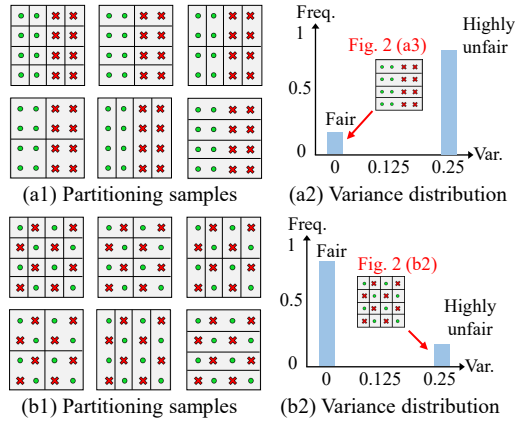 Freq.
1
0.5
0
Fig. 2 (a3)
Highly
unfair
Fair
0 0.125 0.25 Var.
(a1) Partitioning samples
(a2) Variance distribution
Freq.
1
0.5
0
Fair
Fig. 2 (b2)
Highly
unfair
0 0.125 0.25 Var.
(b1) Partitioning samples
(b2) Variance distribution